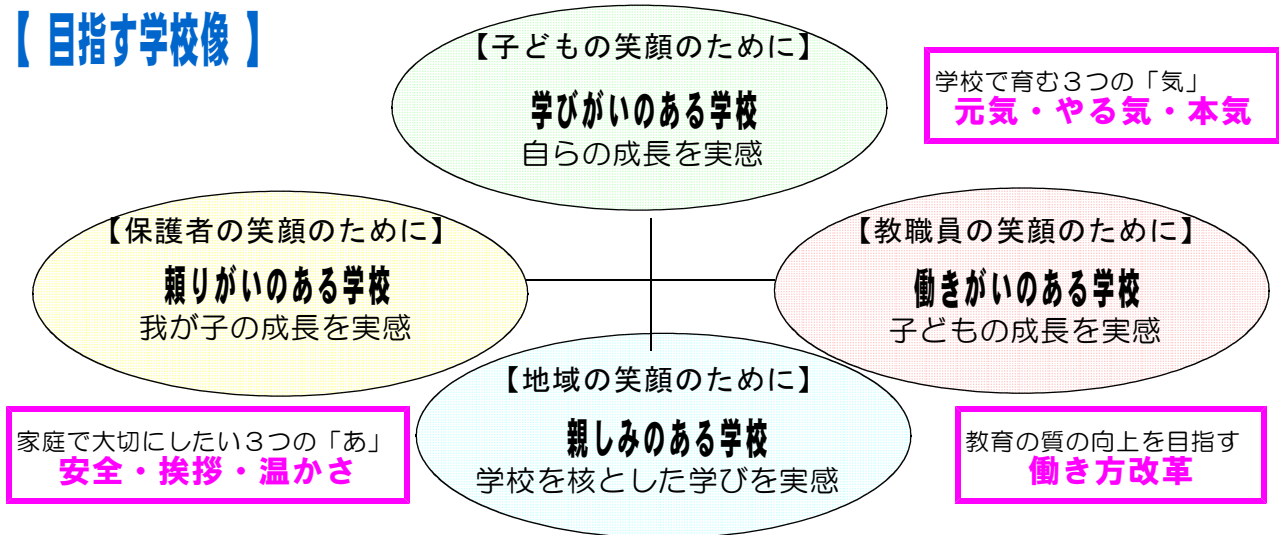 【 目指す学校像 】
【子どもの笑顔のために】
学びがいのある学校
自らの成長を実感
学校で育む３つの「気」
元気・やる気・本気
【保護者の笑顔のために】
頼りがいのある学校
我が子の成長を実感
【教職員の笑顔のために】
働きがいのある学校
子どもの成長を実感
【地域の笑顔のために】
親しみのある学校
学校を核とした学びを実感
家庭で大切にしたい３つの「あ」
安全・挨拶・温かさ
教育の質の向上を目指す
働き方改革